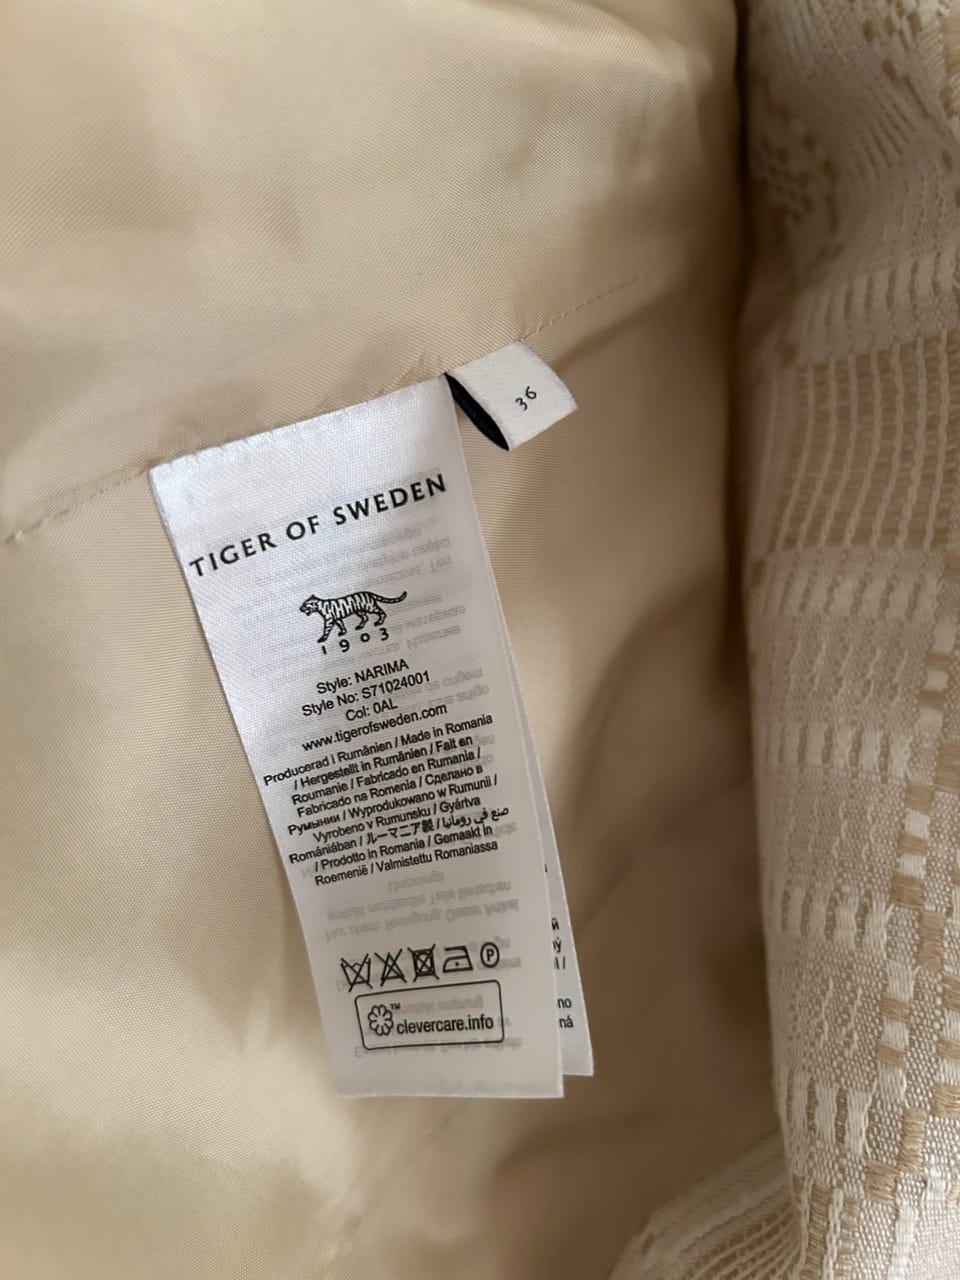 36
TIGER OF SWEDEN
1903
Style: NARIMA
Style No: S71024001
Col: 0AL
www.tigerofsweden.com
Producerad i Rumänien / Made in Romania
/ Hergestellt in Rumänien / Fait en
Roumanie / Fabricado en Rumania /
Fabricado na Romenia / Сделано в
Румынии / Wyprodukowano w Rumunii /
Vyrobeno v Rumunsku / Gyártva
Romániában / ルーマニア製 / صنع في رومانيا
/ Prodotto in Romania / Gemaakt in
Roemenië / Valmistettu Romaniassa
P
TM
clevercare.info